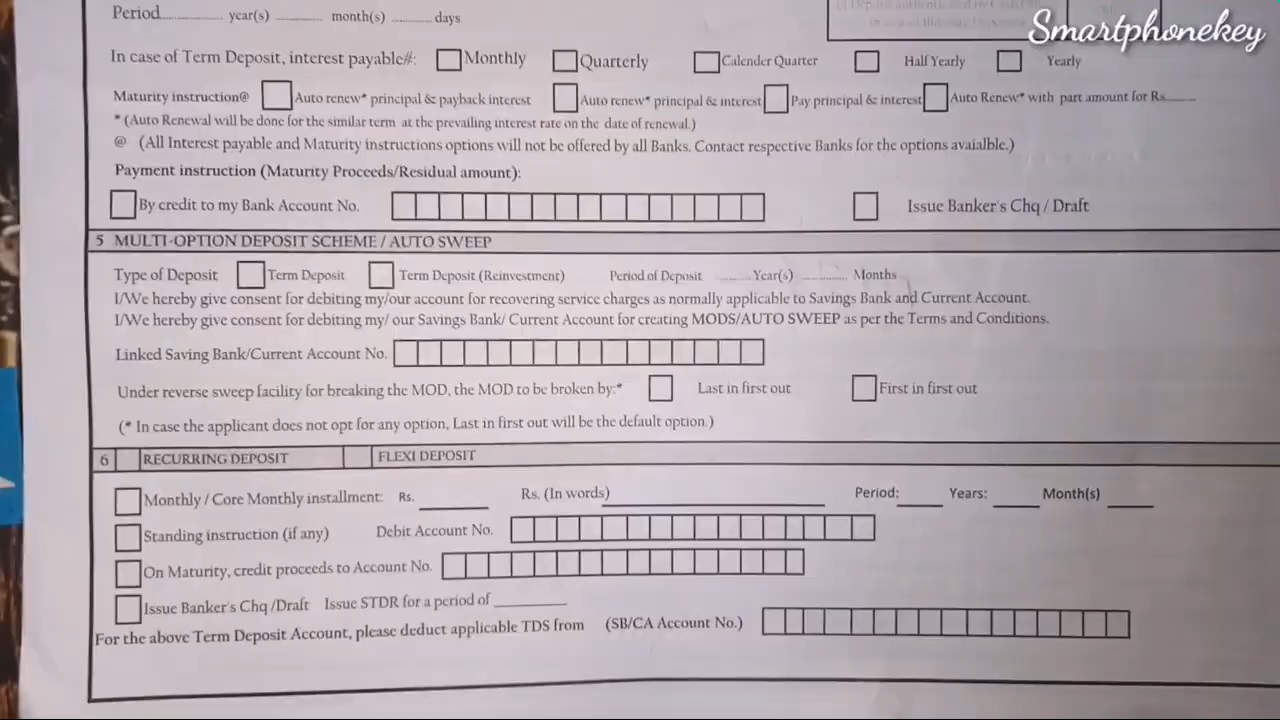 Smartphonekey
Period............... year(s) ............ month(s) .......... days
In case of Term Deposit, interest payable#: Monthly Quarterly Calender Quarter Half Yearly Yearly
Maturity instruction@ Auto renew* principal & payback interest Auto renew* principal & interest Pay principal & interest Auto Renew* with part amount for Rs.......
* (Auto Renewal will be done for the similar term at the prevailing interest rate on the date of renewal.)
@ (All Interest payable and Maturity instructions options will not be offered by all Banks. Contact respective Banks for the options avaialble.)
Payment instruction (Maturity Proceeds/Residual amount):
By credit to my Bank Account No. Issue Banker's Chq / Draft
5 MULTI-OPTION DEPOSIT SCHEME / AUTO SWEEP
Type of Deposit Term Deposit Term Deposit (Reinvestment) Period of Deposit ........ Year(s) ............ Months
I/We hereby give consent for debiting my/our account for recovering service charges as normally applicable to Savings Bank and Current Account.
I/We hereby give consent for debiting my/ our Savings Bank/ Current Account for creating MODS/AUTO SWEEP as per the Terms and Conditions.
Linked Saving Bank/Current Account No.
Under reverse sweep facility for breaking the MOD, the MOD to be broken by:* Last in first out First in first out
(* In case the applicant does not opt for any option, Last in first out will be the default option.)
6 RECURRING DEPOSIT FLEXI DEPOSIT
Monthly / Core Monthly installment: Rs. ______ Rs. (In words) ____________________ Period: ____ Years: ____ Month(s) ____
Standing instruction (if any) Debit Account No.
On Maturity, credit proceeds to Account No.
Issue Banker's Chq /Draft Issue STDR for a period of ________
For the above Term Deposit Account, please deduct applicable TDS from (SB/CA Account No.)